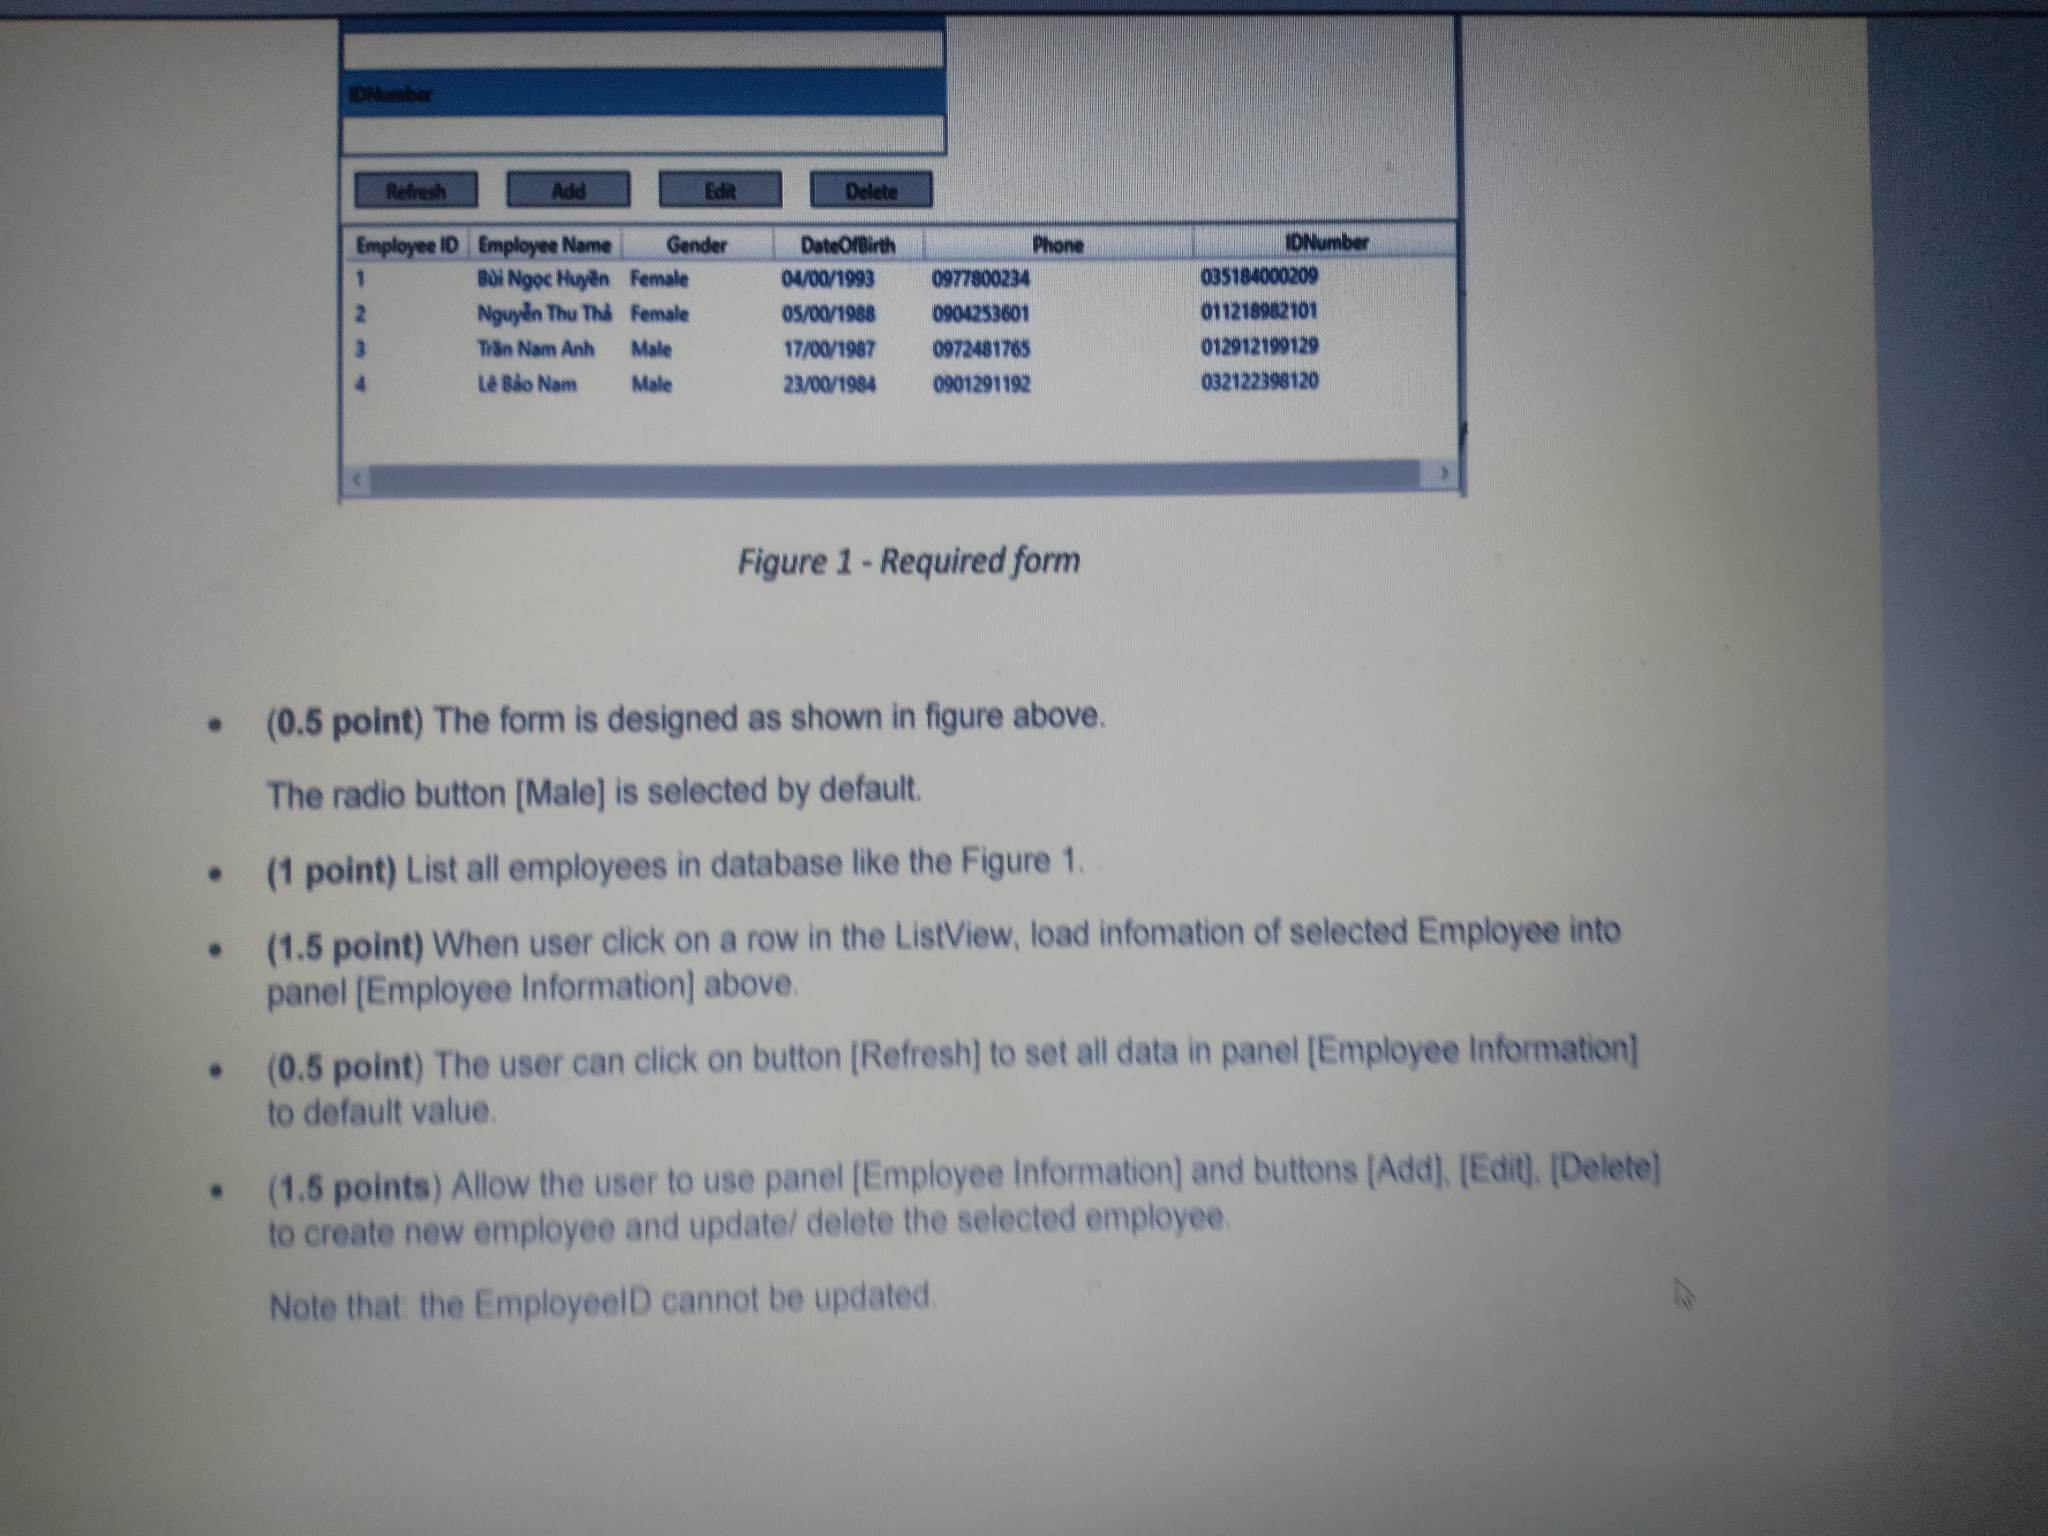 IDNumber
Refresh Add Edit Delete
Employee ID Employee Name Gender DateOfBirth Phone IDNumber
1 Bùi Ngọc Huyền Female 04/00/1993 0977800234 035184000209
2 Nguyễn Thu Thả Female 05/00/1988 0904253601 011218982101
3 Trần Nam Anh Male 17/00/1987 0972481765 012912199129
4 Lê Bảo Nam Male 23/00/1984 0901291192 032122398120
Figure 1 - Required form
• (0.5 point) The form is designed as shown in figure above.
The radio button [Male] is selected by default.
• (1 point) List all employees in database like the Figure 1.
• (1.5 point) When user click on a row in the ListView, load infomation of selected Employee into
panel [Employee Information] above.
• (0.5 point) The user can click on button [Refresh] to set all data in panel [Employee Information]
to default value.
• (1.5 points) Allow the user to use panel [Employee Information] and buttons [Add], [Edit], [Delete]
to create new employee and update/ delete the selected employee.
Note that: the EmployeeID cannot be updated.